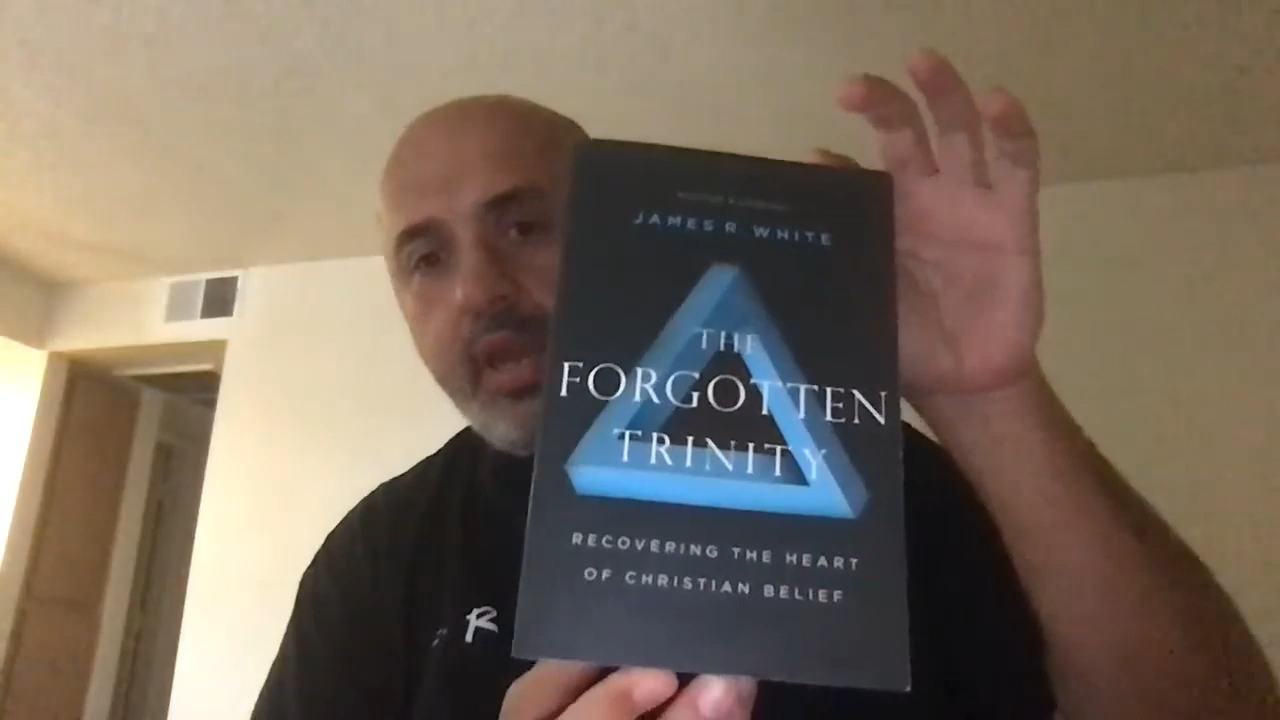 JAMES R. WHITE
THE
FORGOTTEN
TRINITY
RECOVERING THE HEART
OF CHRISTIAN BELIEF
R